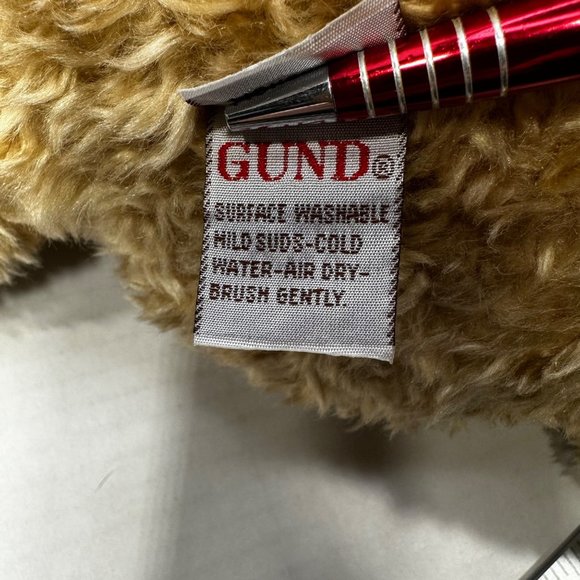 GUND®
SURFACE WASHABLE
MILD SUDS-COLD
WATER-AIR DRY-
BRUSH GENTLY.